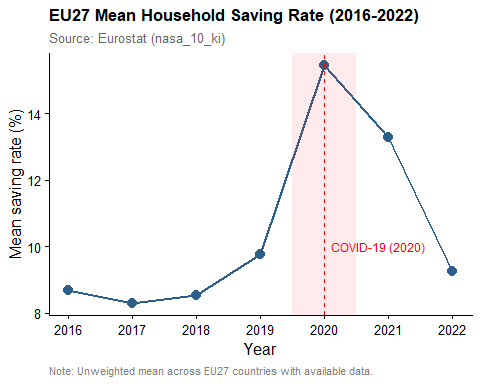 EU27 Mean Household Saving Rate (2016-2022)
Source: Eurostat (nasa_10_ki)
Mean saving rate (%)
14
12
10
8
COVID-19 (2020)
2016 2017 2018 2019 2020 2021 2022
Year
Note: Unweighted mean across EU27 countries with available data.